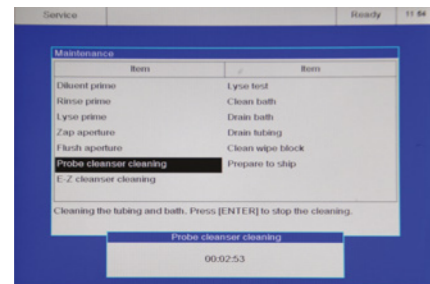 Service Ready 11:54
Maintenance
Item Item
Diluent prime Lyse test
Rinse prime Clean bath
Lyse prime Drain bath
Zap aperture Drain tubing
Flush aperture Clean wipe block
Probe cleanser cleaning Prepare to ship
E-Z cleanser cleaning
Cleaning the tubing and bath. Press [ENTER] to stop the cleaning.
Probe cleanser cleaning
00:02:53